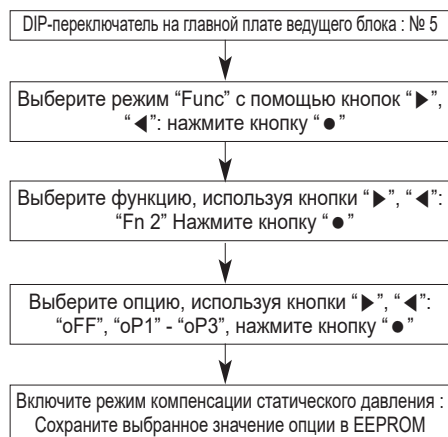 DIP-переключатель на главной плате ведущего блока : № 5
Выберите режим “Func” с помощью кнопок “▶”,
“◀”: нажмите кнопку “●”
Выберите функцию, используя кнопки “▶”, “◀”:
“Fn 2” Нажмите кнопку “●”
Выберите опцию, используя кнопки “▶”, “◀”:
“oFF”, “oP1” - “oP3”, нажмите кнопку “●”
Включите режим компенсации статического давления :
Сохраните выбранное значение опции в EEPROM